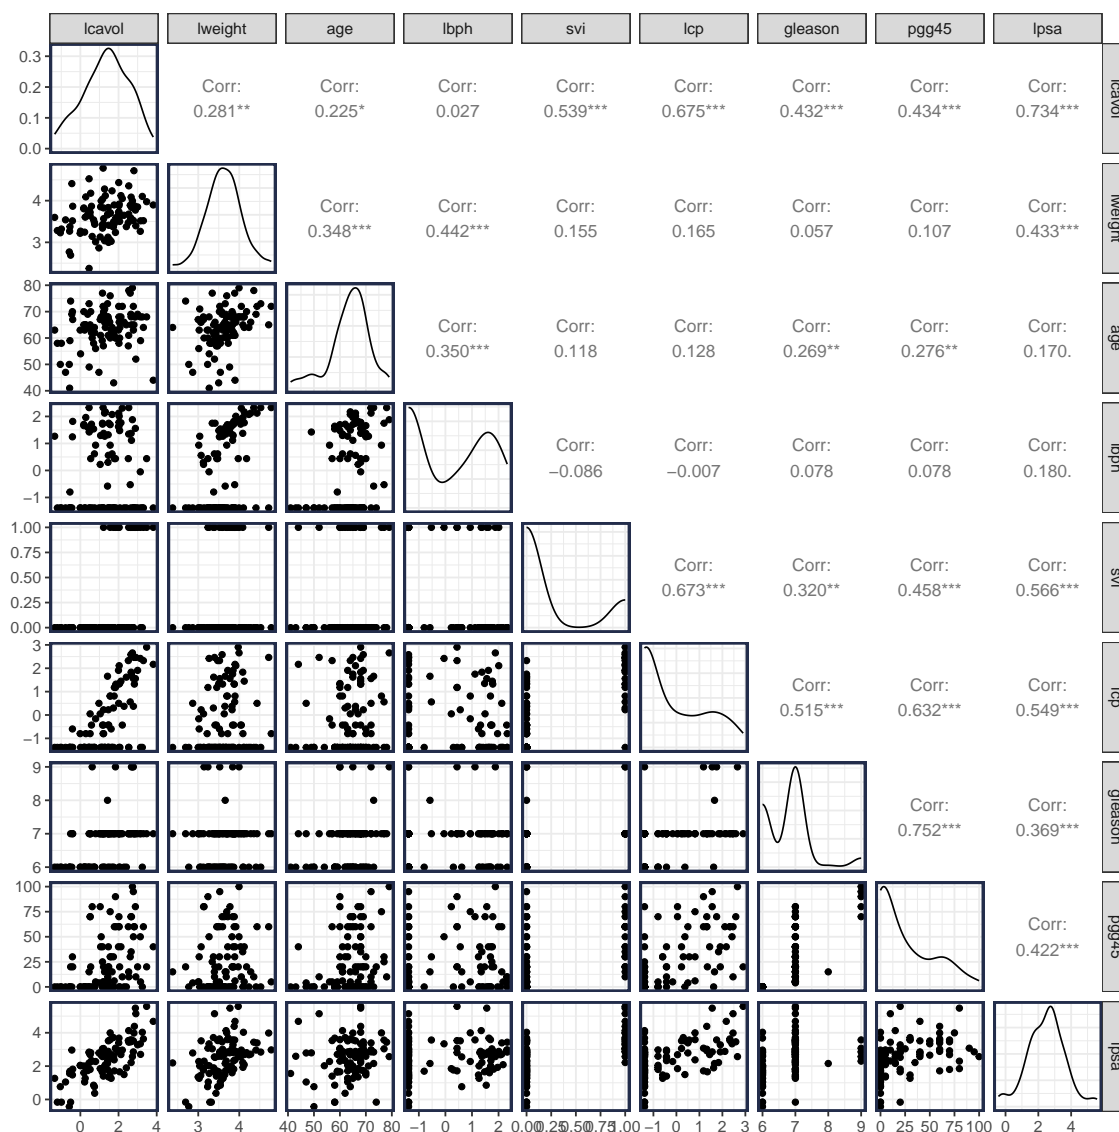 lcavol lweight age lbph svi lcp gleason pgg45 lpsa
0.3
0.2
0.1
0.0
Corr: Corr: Corr: Corr: Corr: Corr: Corr: Corr:
0.281** 0.225* 0.027 0.539*** 0.675*** 0.432*** 0.434*** 0.734***
lcavol
4
3
Corr: Corr: Corr: Corr: Corr: Corr: Corr:
0.348*** 0.442*** 0.155 0.165 0.057 0.107 0.433***
lweight
80
70
60
50
40
Corr: Corr: Corr: Corr: Corr: Corr:
0.350*** 0.118 0.128 0.269** 0.276** 0.170.
age
2
1
0
−1
Corr: Corr: Corr: Corr: Corr:
−0.086 −0.007 0.078 0.078 0.180.
lbph
1.00
0.75
0.50
0.25
0.00
Corr: Corr: Corr: Corr:
0.673*** 0.320** 0.458*** 0.566***
svi
3
2
1
0
−1
Corr: Corr: Corr:
0.515*** 0.632*** 0.549***
lcp
9
8
7
6
Corr: Corr:
0.752*** 0.369***
gleason
100
75
50
25
0
Corr:
0.422***
pgg45
4
2
0
lpsa
0 2 4 3 4 40 50 60 70 80 −1 0 1 2 0.00 0.25 0.50 0.75 1.00 −1 0 1 2 3 6 7 8 9 0 25 50 75 100 0 2 4